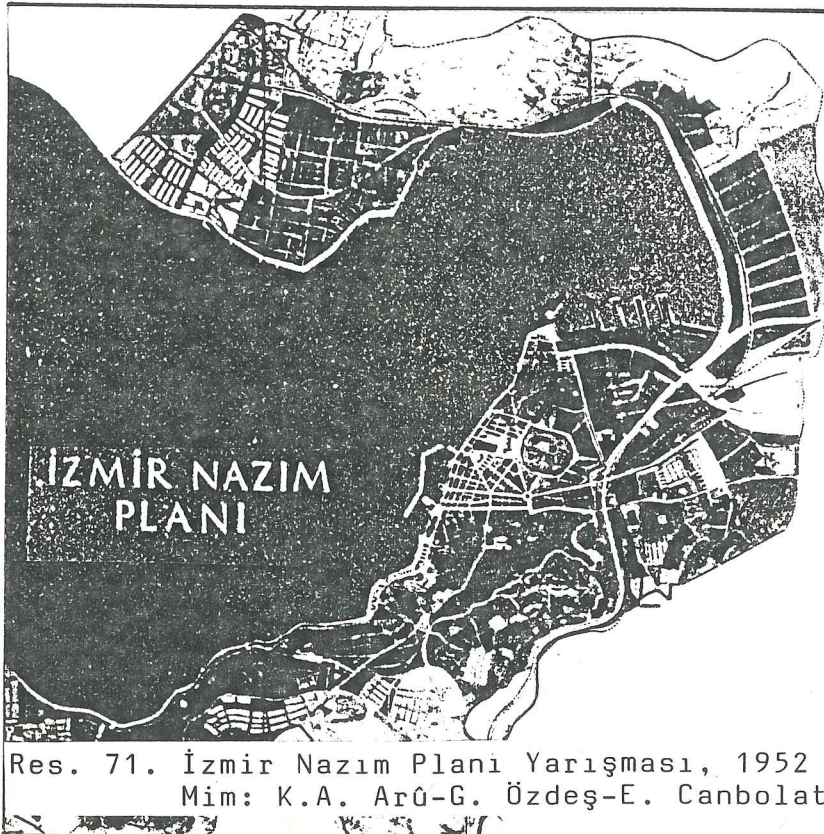 İZMİR NAZIM
PLANI
Res. 71. İzmir Nazım Planı Yarışması, 1952
Mim: K.A. Arû-G. Özdeş-E. Canbolat